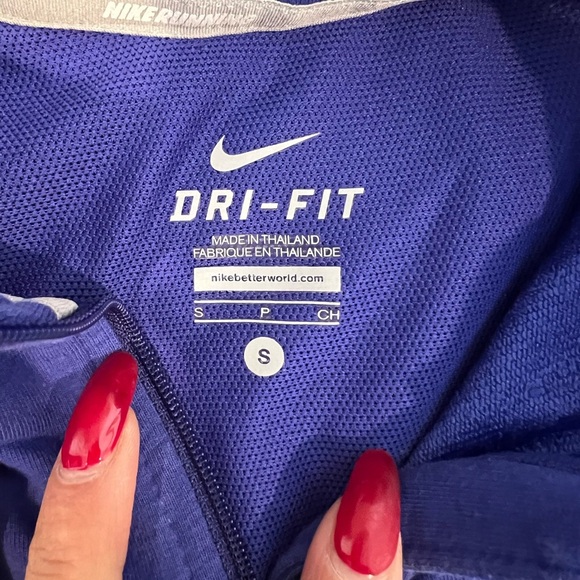 NIKERUNNING
DRI-FIT
MADE IN THAILAND
FABRIQUE EN THAILANDE
nikebetterworld.com
S P CH
S